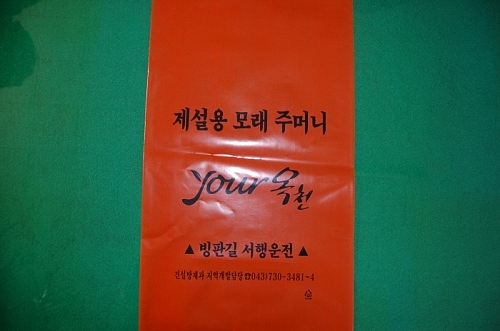 제설용 모래 주머니
your 옥천
▲ 빙판길 서행운전 ▲
건설방재과 지역개발담당 ☎043)730-3481~4